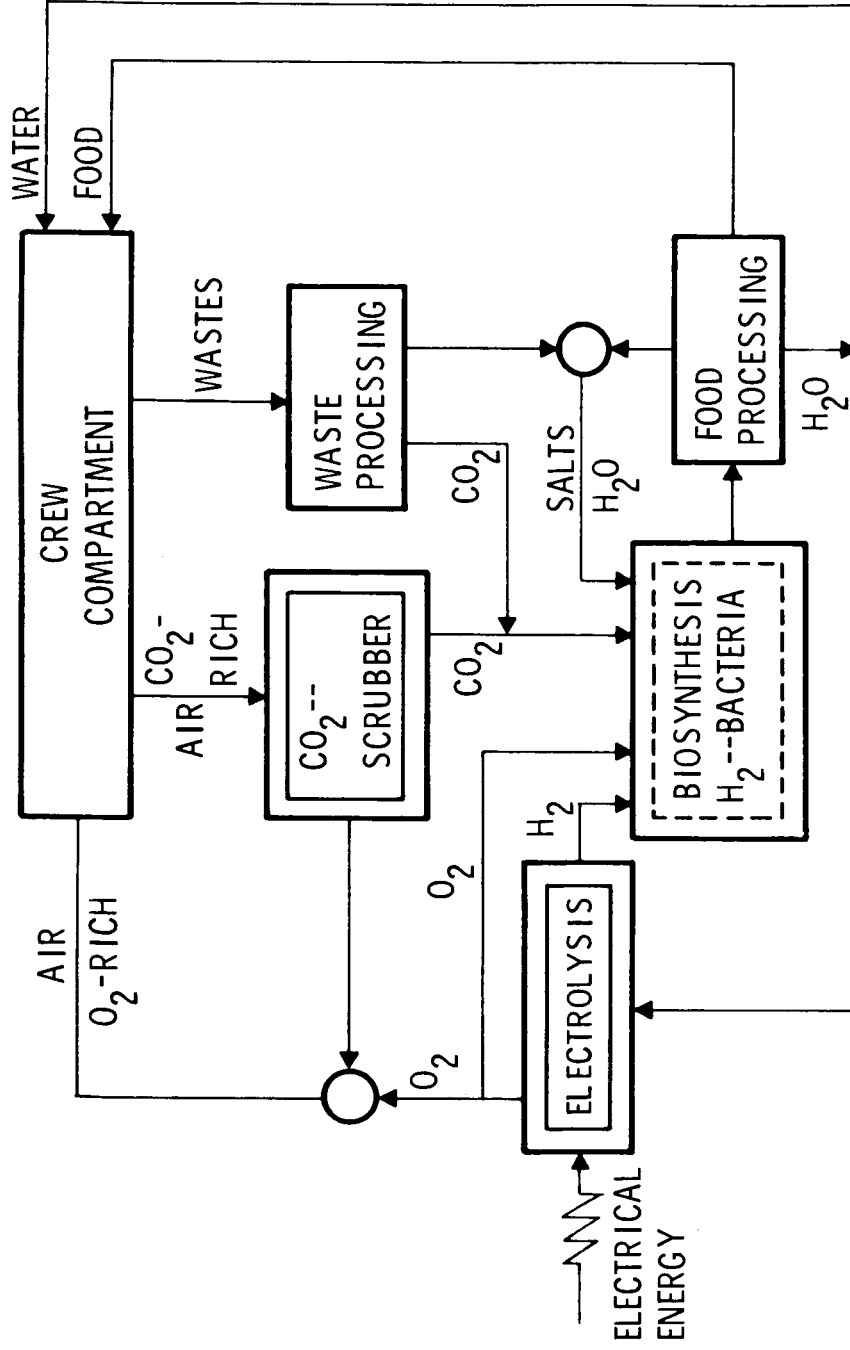 WATER
FOOD
CREW
COMPARTMENT
AIR
O₂-RICH
AIR
CO₂-
RICH
WASTES
CO₂--
SCRUBBER
WASTE
PROCESSING
CO₂
CO₂
SALTS
H₂O
O₂
O₂
H₂
ELECTRICAL
ENERGY
ELECTROLYSIS
BIOSYNTHESIS
H₂--BACTERIA
FOOD
PROCESSING
H₂O